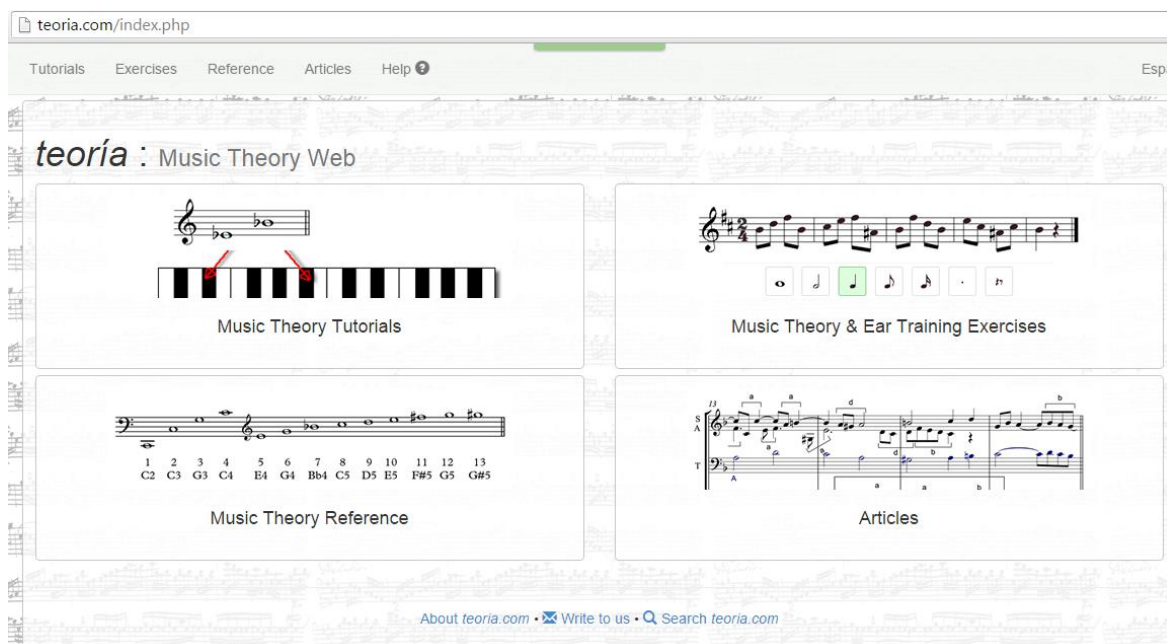 teoria.com/index.php
Tutorials Exercises Reference Articles Help ?
Esp
teoría : Music Theory Web
Music Theory Tutorials
2
4
Music Theory & Ear Training Exercises
1 2 3 4 5 6 7 8 9 10 11 12 13
C2 C3 G3 C4 E4 G4 Bb4 C5 D5 E5 F#5 G5 G#5
Music Theory Reference
13 a a d b
S
A
a a
T
A
a a b
Articles
About teoria.com • Write to us • Search teoria.com